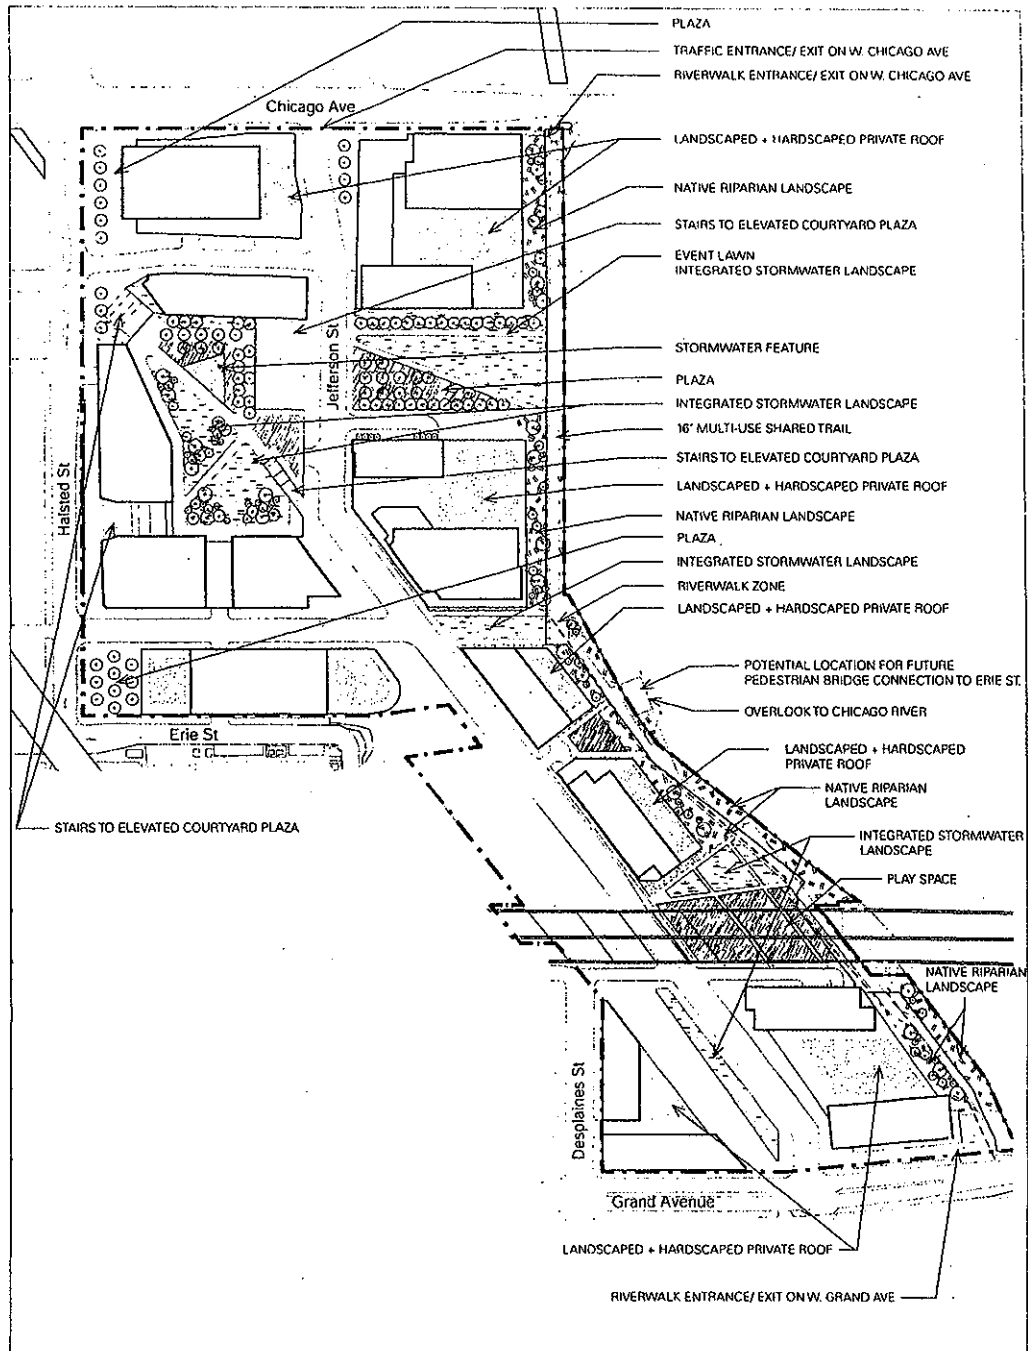 PLAZA
TRAFFIC ENTRANCE/ EXIT ON W. CHICAGO AVE
RIVERWALK ENTRANCE/ EXIT ON W. CHICAGO AVE
Chicago Ave
LANDSCAPED + HARDSCAPED PRIVATE ROOF
NATIVE RIPARIAN LANDSCAPE
STAIRS TO ELEVATED COURTYARD PLAZA
EVENT LAWN
INTEGRATED STORMWATER LANDSCAPE
Jefferson St
STORMWATER FEATURE
PLAZA
INTEGRATED STORMWATER LANDSCAPE
16' MULTI-USE SHARED TRAIL
Halsted St
STAIRS TO ELEVATED COURTYARD PLAZA
LANDSCAPED + HARDSCAPED PRIVATE ROOF
NATIVE RIPARIAN LANDSCAPE
PLAZA
INTEGRATED STORMWATER LANDSCAPE
RIVERWALK ZONE
LANDSCAPED + HARDSCAPED PRIVATE ROOF
POTENTIAL LOCATION FOR FUTURE
PEDESTRIAN BRIDGE CONNECTION TO ERIE ST.
OVERLOOK TO CHICAGO RIVER
Erie St
LANDSCAPED + HARDSCAPED
PRIVATE ROOF
NATIVE RIPARIAN
LANDSCAPE
STAIRS TO ELEVATED COURTYARD PLAZA
INTEGRATED STORMWATER
LANDSCAPE
PLAY SPACE
NATIVE RIPARIAN
LANDSCAPE
Desplaines St
Grand Avenue
LANDSCAPED + HARDSCAPED PRIVATE ROOF
RIVERWALK ENTRANCE/ EXIT ON W. GRAND AVE